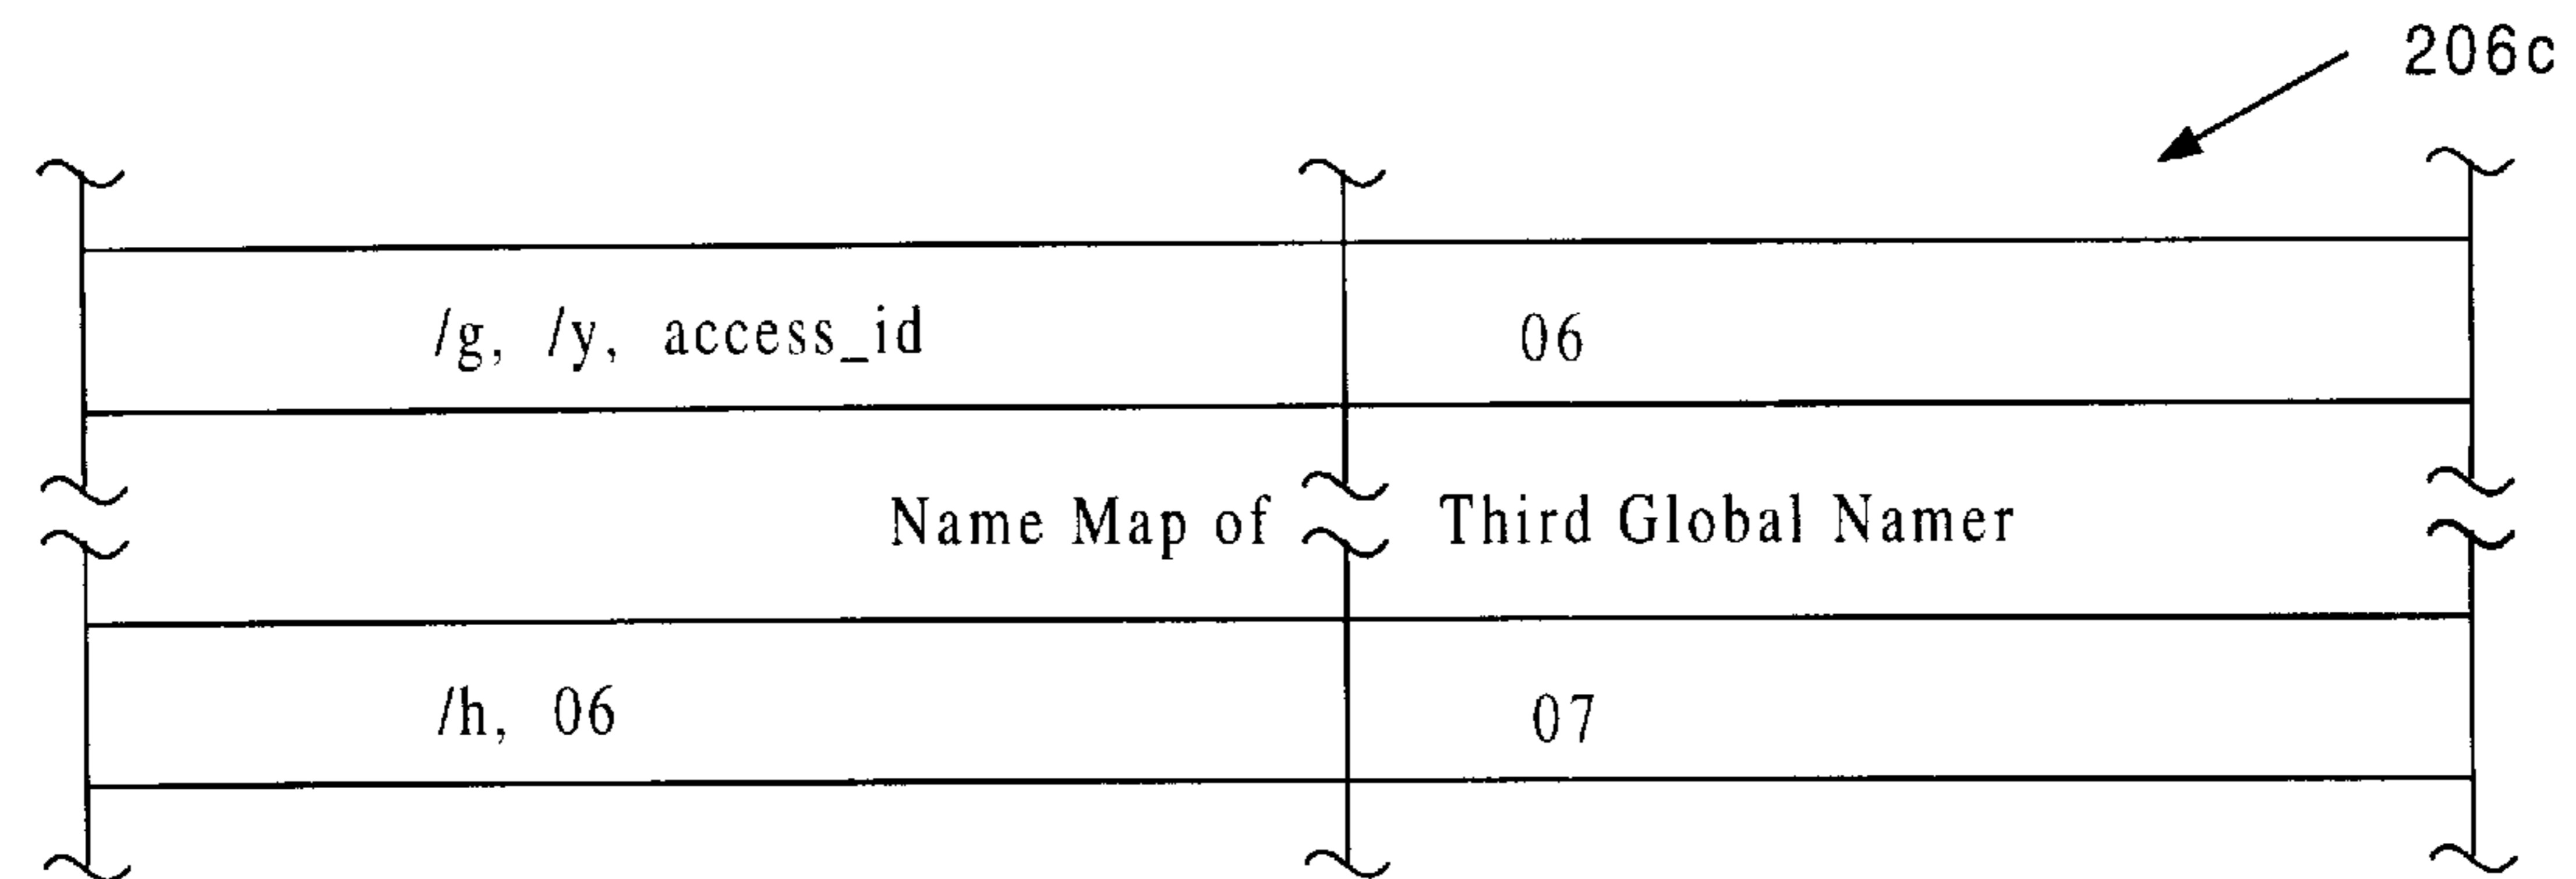 206c
/g, /y, access_id 06
Name Map of Third Global Namer
/h, 06 07